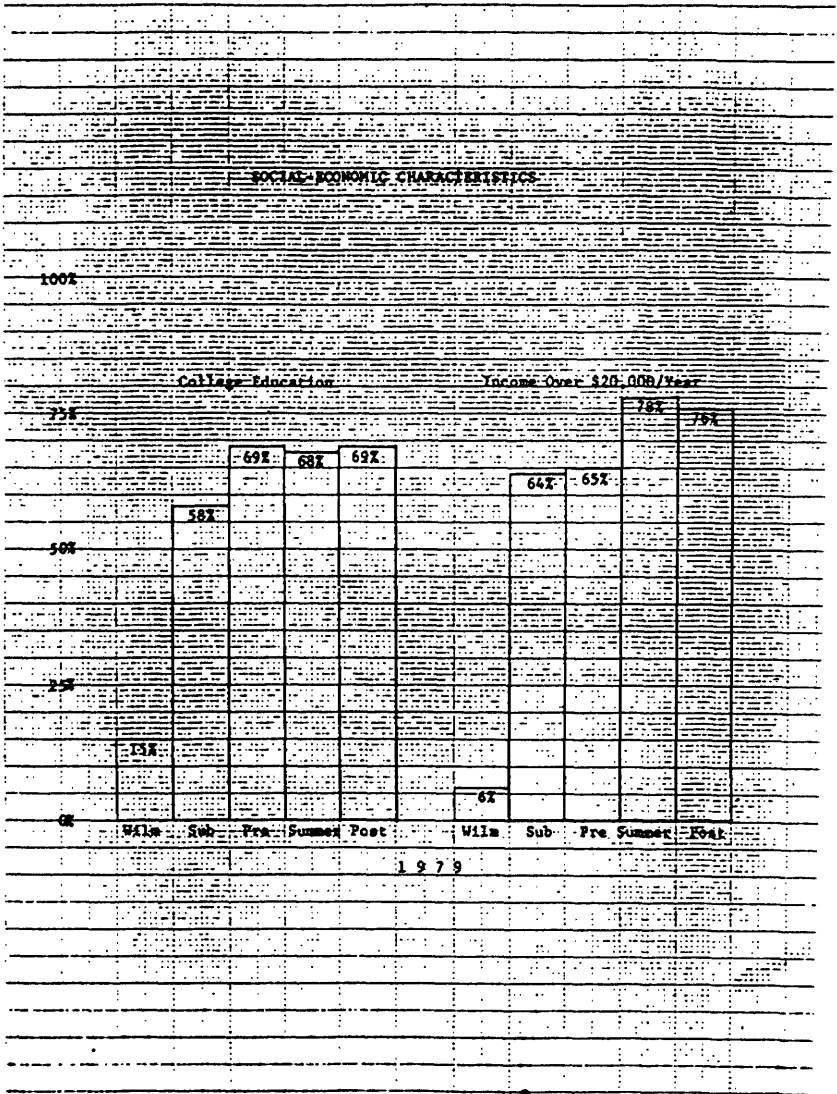 SOCIAL-ECONOMIC CHARACTERISTICS
100%
College Education Income Over $20,000/Year
75%
78%
76%
69% 68% 69%
64% 65%
58%
50%
25%
15%
6%
0%
Wilm Sub Pre Summer Post Wilm Sub Pre Summer Post
1 9 7 9